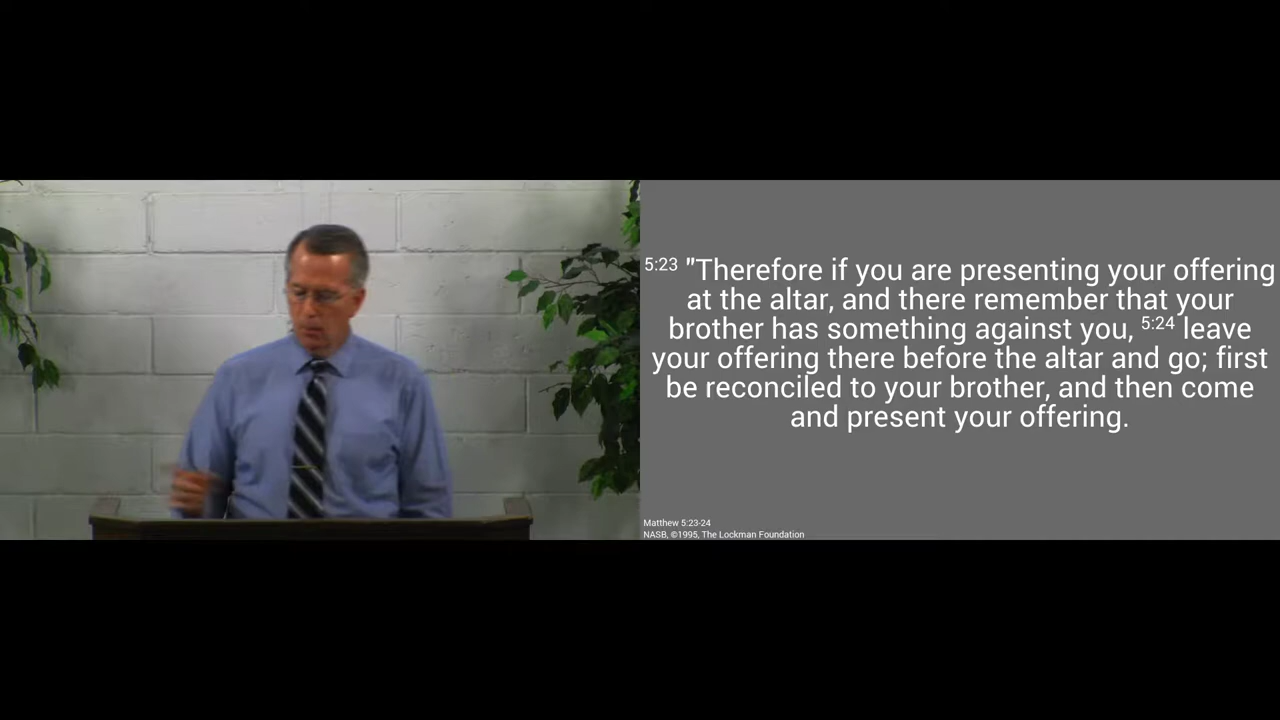 5:23 "Therefore if you are presenting your offering
at the altar, and there remember that your
brother has something against you, 5:24 leave
your offering there before the altar and go; first
be reconciled to your brother, and then come
and present your offering.
Matthew 5:23-24
NASB, ©1995, The Lockman Foundation